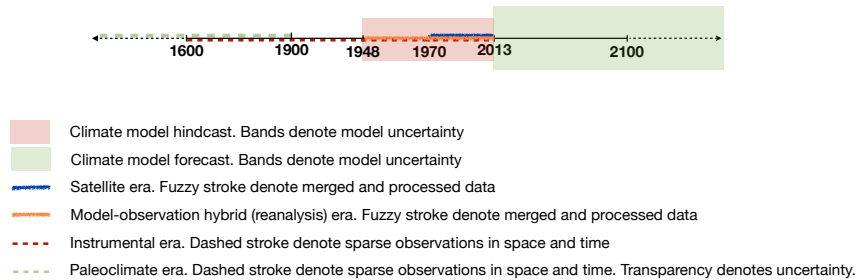 1600 1900 1948 1970 2013 2100
Climate model hindcast. Bands denote model uncertainty
Climate model forecast. Bands denote model uncertainty
Satellite era. Fuzzy stroke denote merged and processed data
Model-observation hybrid (reanalysis) era. Fuzzy stroke denote merged and processed data
Instrumental era. Dashed stroke denote sparse observations in space and time
Paleoclimate era. Dashed stroke denote sparse observations in space and time. Transparency denotes uncertainty.